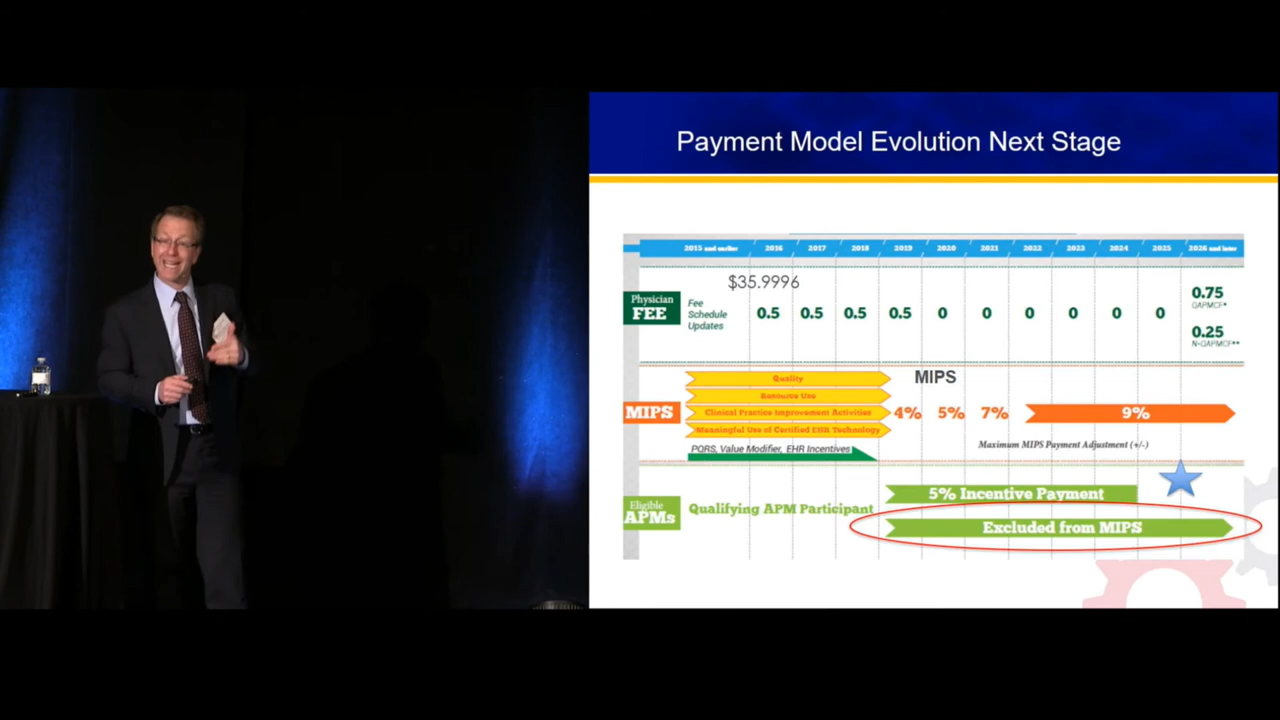 Payment Model Evolution Next Stage
2015 and earlier 2016 2017 2018 2019 2020 2021 2022 2023 2024 2025 2026 and later
$35.9996
Physician
FEE
Fee
Schedule
Updates
0.5 0.5 0.5 0.5 0 0 0 0 0 0
0.75
QAPMCF*
0.25
N-QAPMCF**
MIPS
Quality
Resource Use
Clinical Practice Improvement Activities
Meaningful Use of Certified EHR Technology
PQRS, Value Modifier, EHR Incentives
MIPS
4% 5% 7% 9%
Maximum MIPS Payment Adjustment (+/-)
Eligible
APMs
Qualifying APM Participant
5% Incentive Payment
Excluded from MIPS